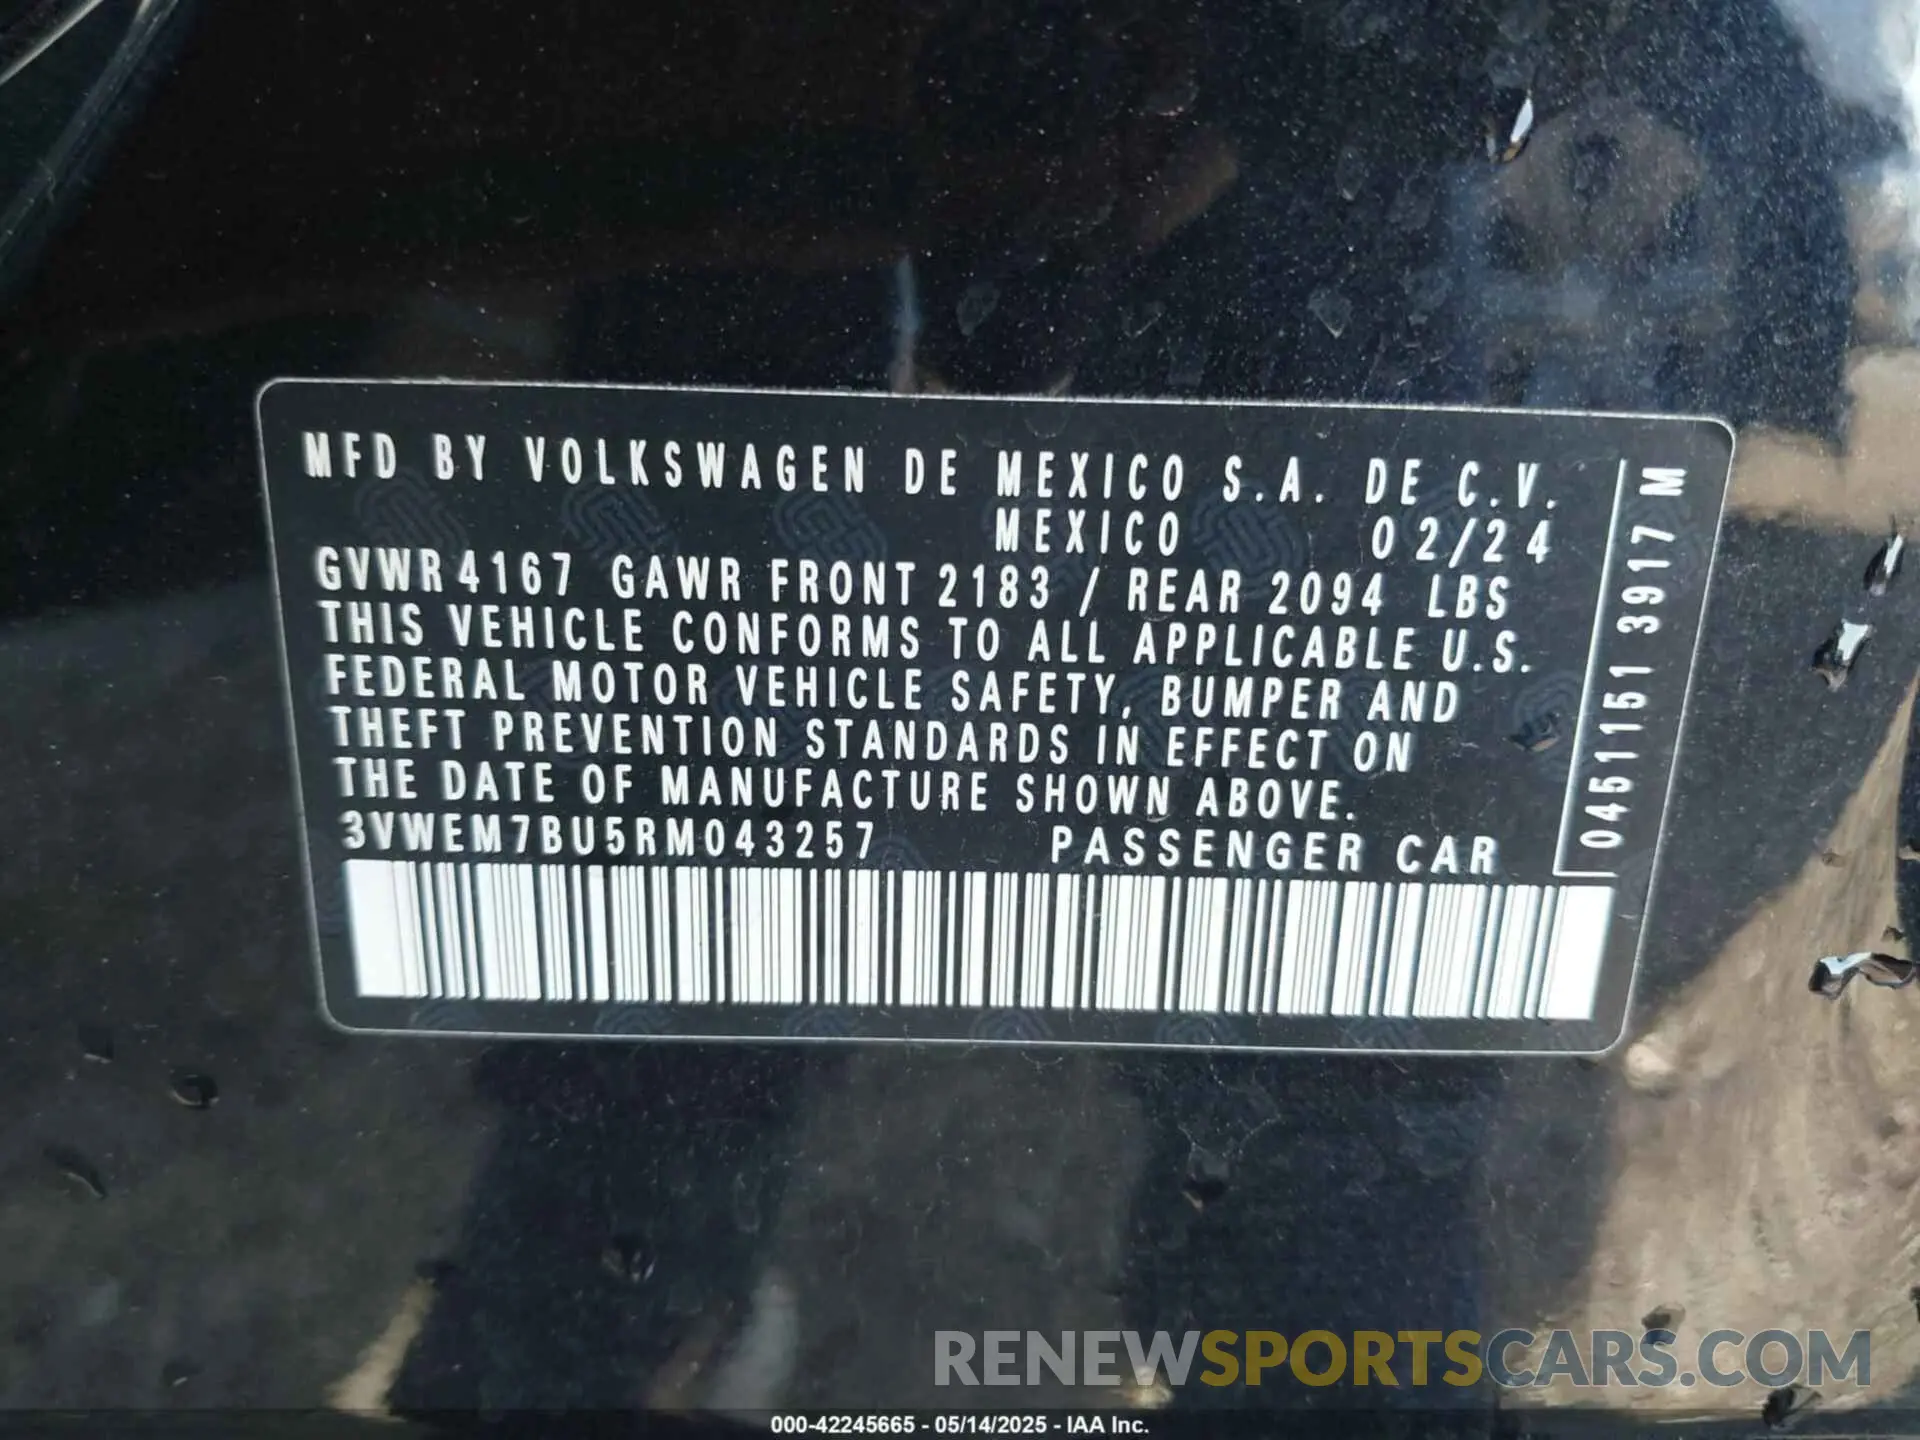 MFD BY VOLKSWAGEN DE MEXICO S.A. DE C.V.
MEXICO 02/24
GVWR 4167 GAWR FRONT 2183 / REAR 2094 LBS
THIS VEHICLE CONFORMS TO ALL APPLICABLE U.S.
FEDERAL MOTOR VEHICLE SAFETY, BUMPER AND
THEFT PREVENTION STANDARDS IN EFFECT ON
THE DATE OF MANUFACTURE SHOWN ABOVE.
3VWEM7BU5RM043257 PASSENGER CAR
0451151 3917 M
RENEWSPORTSCARS.COM
000-42245665 - 05/14/2025 - IAA Inc.